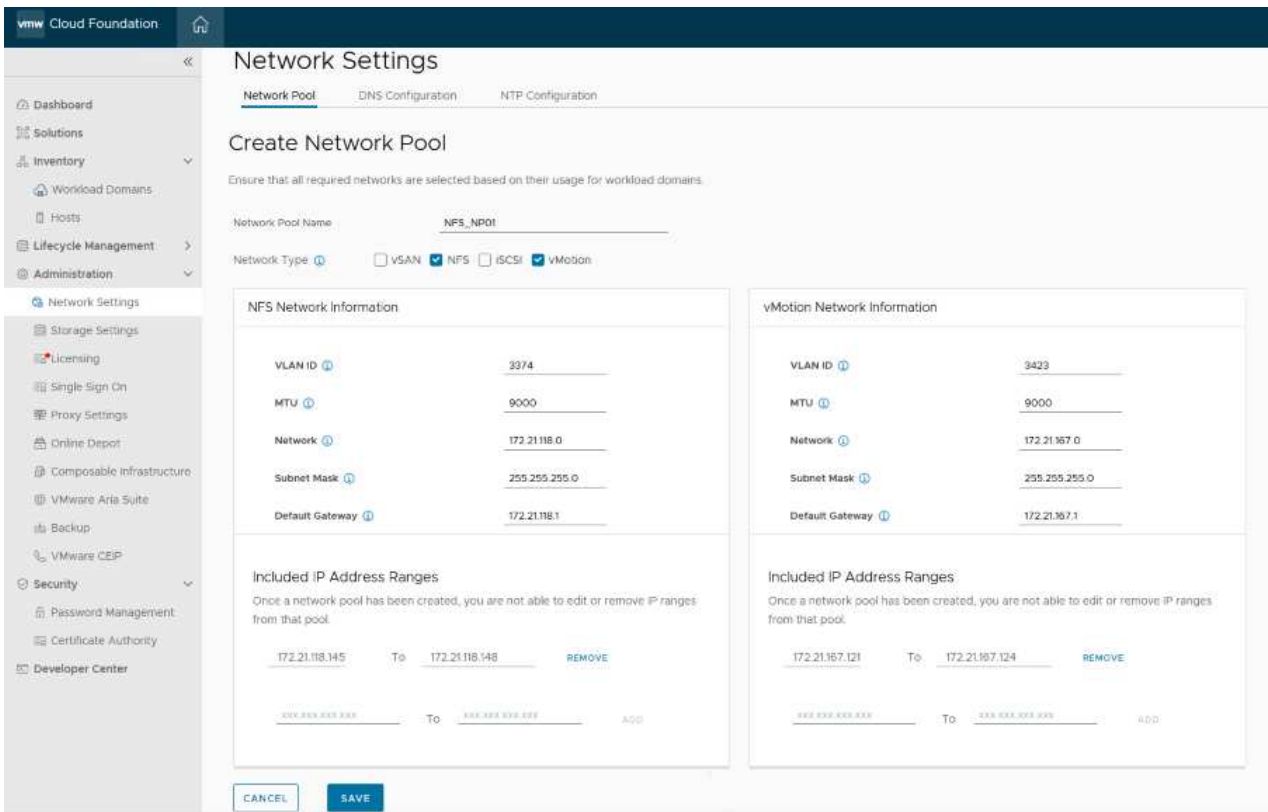 vmw Cloud Foundation
Network Settings
Network Pool DNS Configuration NTP Configuration
Dashboard
Solutions
Inventory
Workload Domains
Hosts
Lifecycle Management
Administration
Network Settings
Storage Settings
Licensing
Single Sign On
Proxy Settings
Online Depot
Composable Infrastructure
VMware Aria Suite
Backup
VMware CEIP
Security
Password Management
Certificate Authority
Developer Center
Create Network Pool
Ensure that all required networks are selected based on their usage for workload domains.
Network Pool Name NFS_NP01
Network Type vSAN NFS iSCSI vMotion
NFS Network Information
VLAN ID 3374
MTU 9000
Network 172.21.118.0
Subnet Mask 255.255.255.0
Default Gateway 172.21.118.1
Included IP Address Ranges
Once a network pool has been created, you are not able to edit or remove IP ranges
from that pool.
172.21.118.145 To 172.21.118.148 REMOVE
xxx.xxx.xxx.xxx To xxx.xxx.xxx.xxx ADD
vMotion Network Information
VLAN ID 3423
MTU 9000
Network 172.21.167.0
Subnet Mask 255.255.255.0
Default Gateway 172.21.167.1
Included IP Address Ranges
Once a network pool has been created, you are not able to edit or remove IP ranges
from that pool.
172.21.167.121 To 172.21.167.124 REMOVE
xxx.xxx.xxx.xxx To xxx.xxx.xxx.xxx ADD
CANCEL SAVE